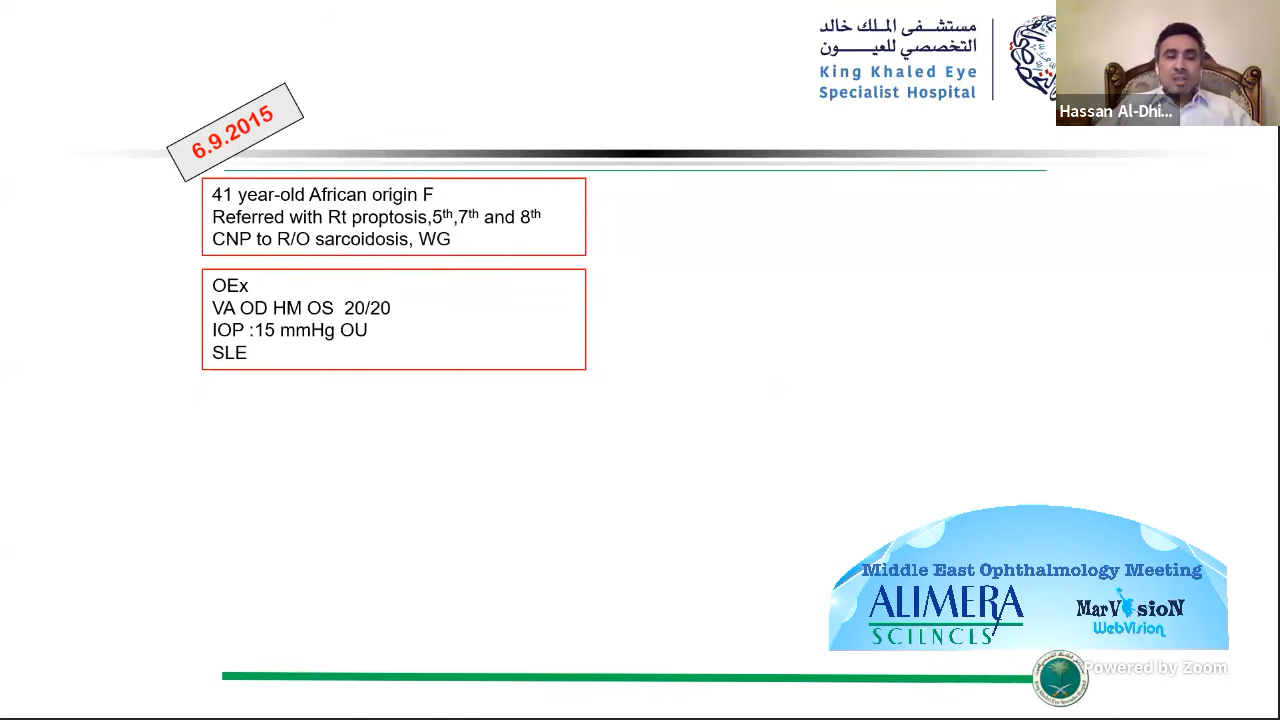 مستشفى الملك خالد
التخصصي للعيون
King Khaled Eye
Specialist Hospital
Hassan Al-Dhi...
6.9.2015
41 year-old African origin F
Referred with Rt proptosis,5th,7th and 8th
CNP to R/O sarcoidosis, WG
OEx
VA OD HM OS 20/20
IOP :15 mmHg OU
SLE
Middle East Ophthalmology Meeting
ALIMERA
SCILNCES
MarVisioN
WebVision
Powered by Zoom